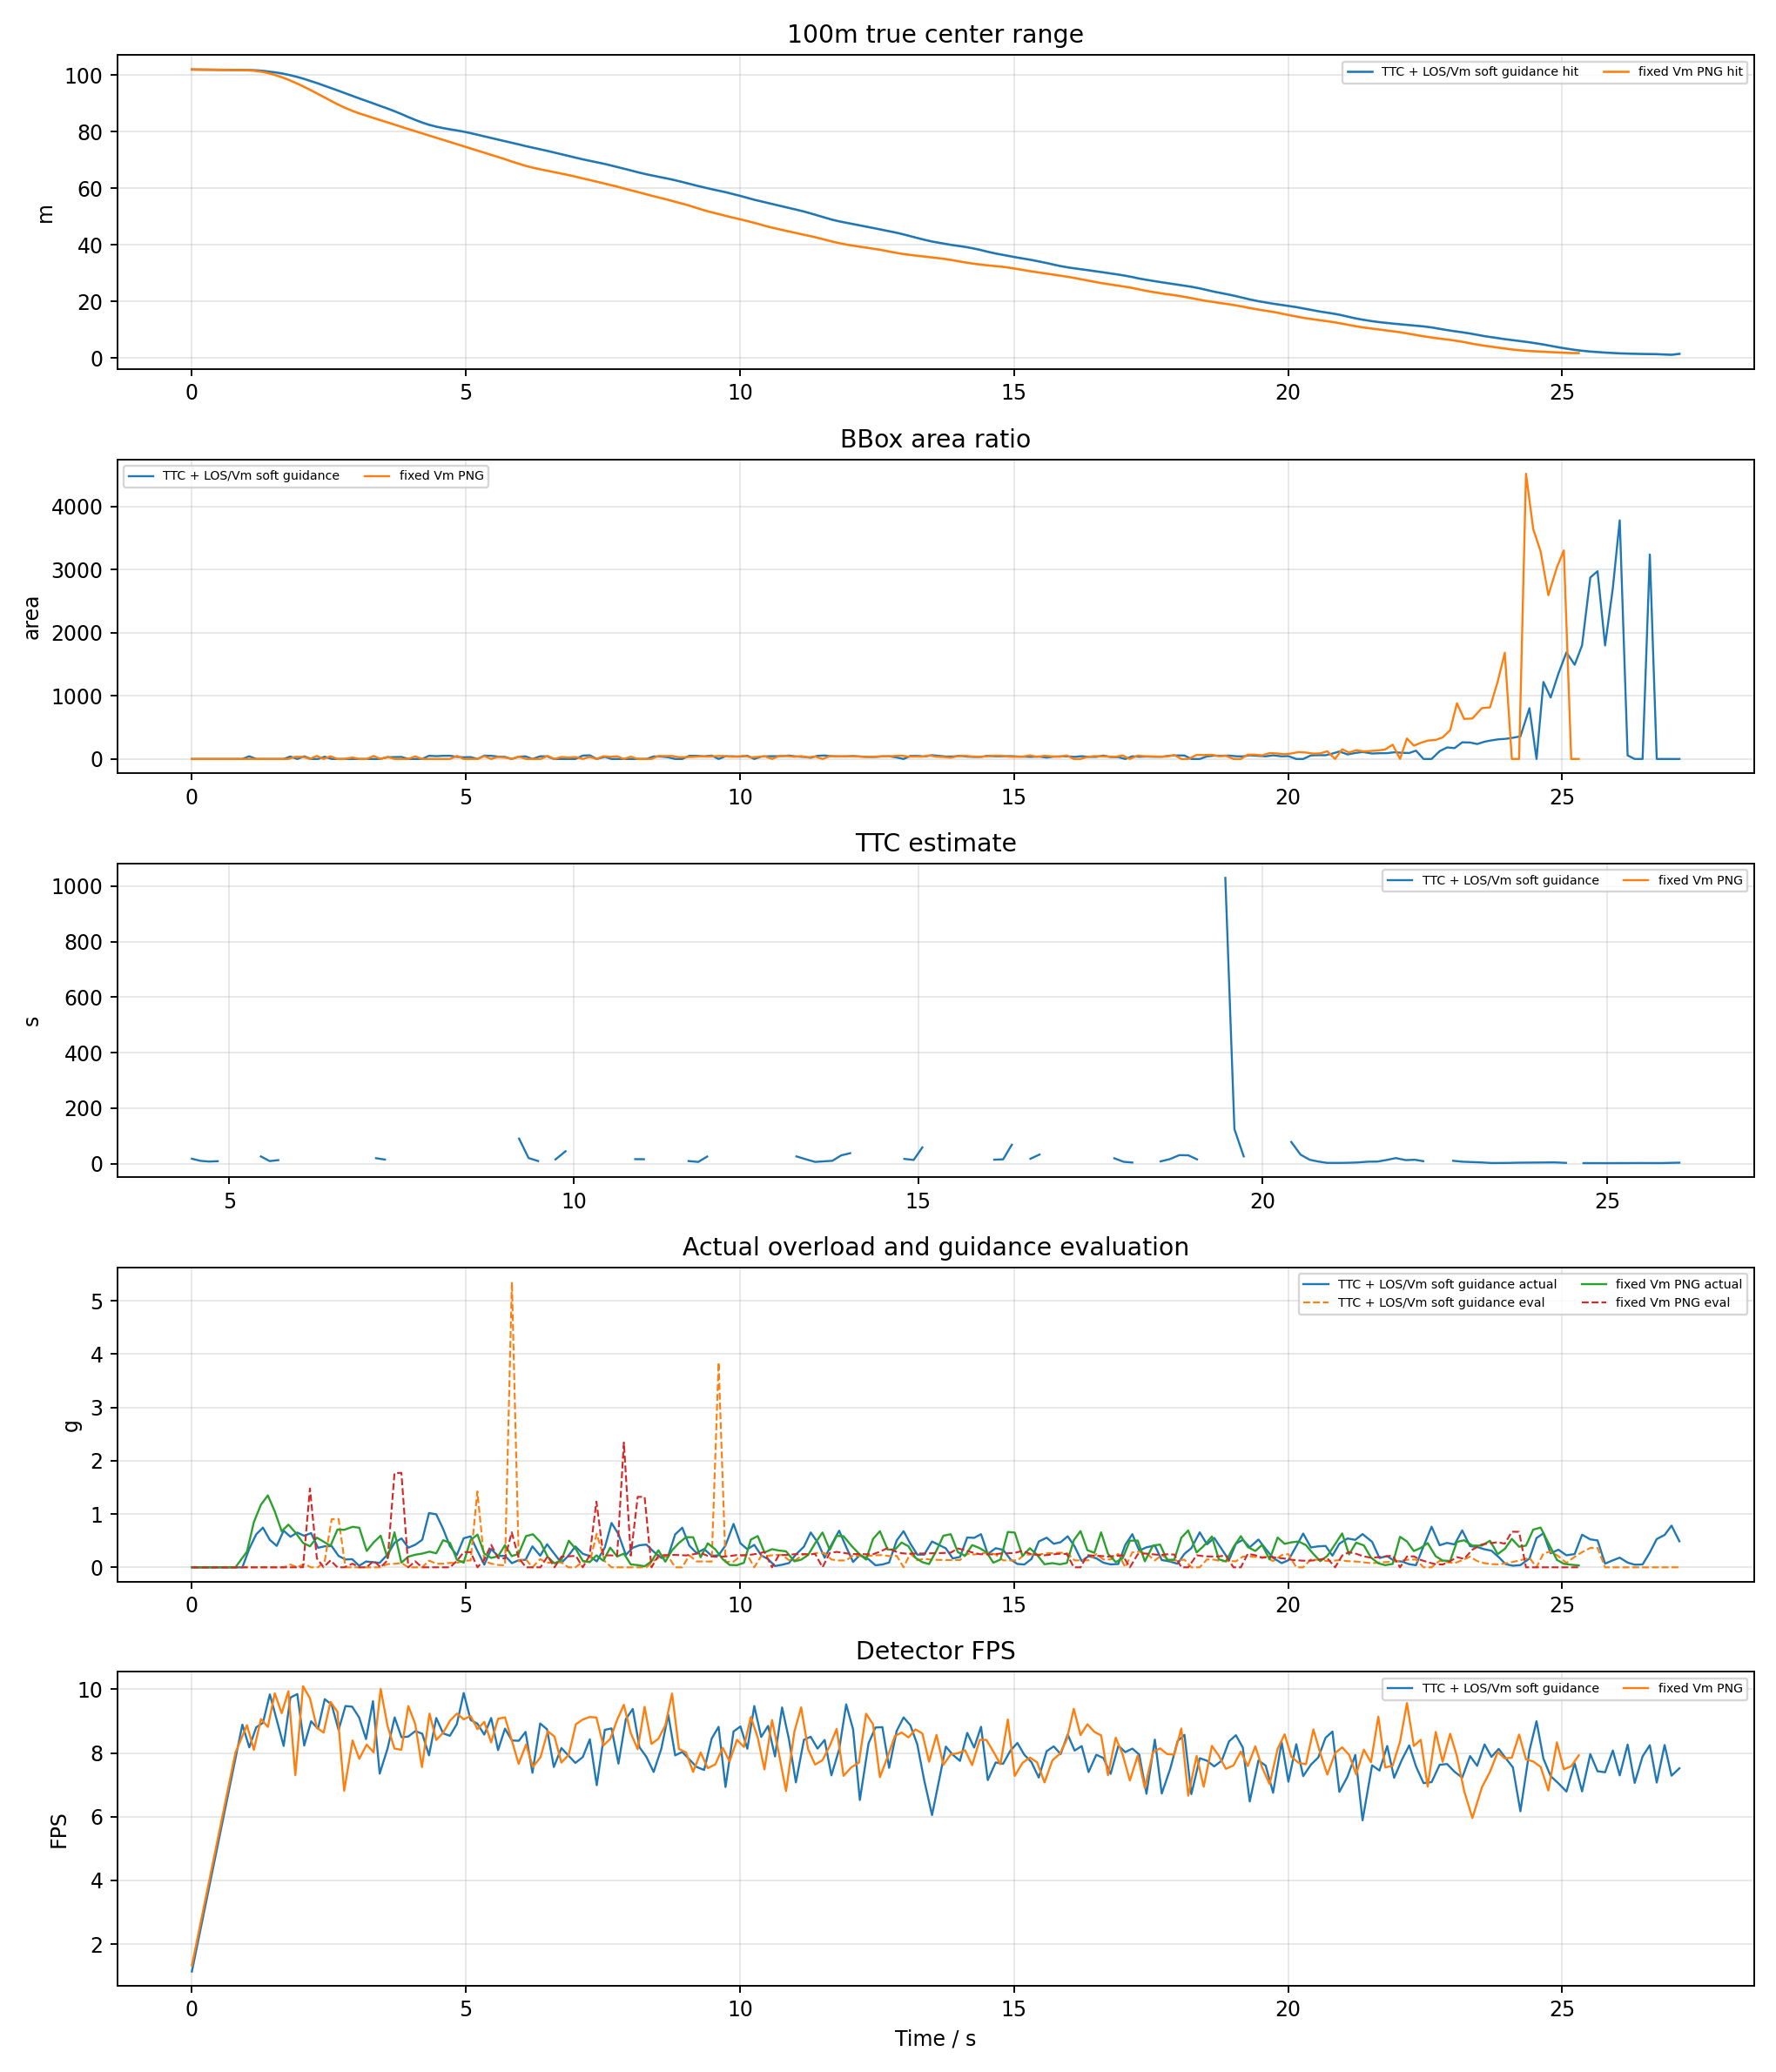 100m true center range
TTC + LOS/Vm soft guidance hit fixed Vm PNG hit
100
80
60
40
20
0
m
0 5 10 15 20 25
BBox area ratio
TTC + LOS/Vm soft guidance fixed Vm PNG
4000
3000
2000
1000
0
area
0 5 10 15 20 25
TTC estimate
TTC + LOS/Vm soft guidance fixed Vm PNG
1000
800
600
400
200
0
s
5 10 15 20 25
Actual overload and guidance evaluation
TTC + LOS/Vm soft guidance actual fixed Vm PNG actual
TTC + LOS/Vm soft guidance eval fixed Vm PNG eval
5
4
3
2
1
0
g
0 5 10 15 20 25
Detector FPS
TTC + LOS/Vm soft guidance fixed Vm PNG
10
8
6
4
2
FPS
0 5 10 15 20 25
Time / s